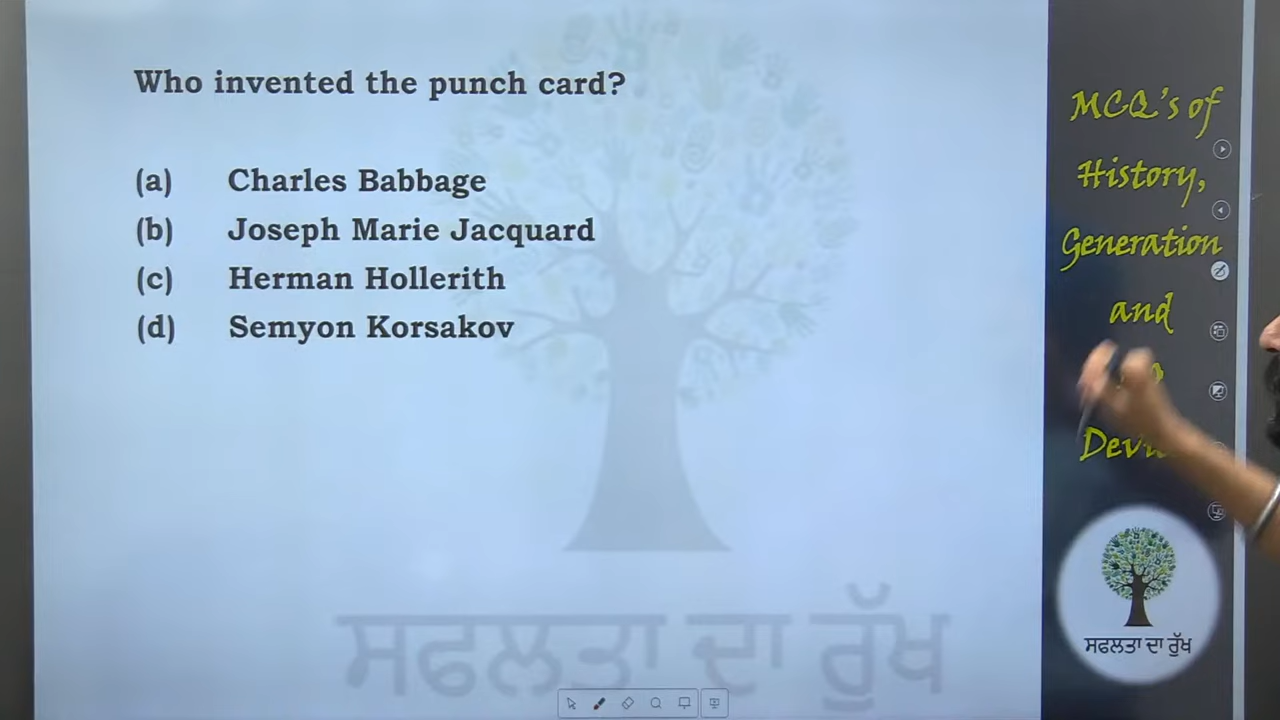 Who invented the punch card?
(a) Charles Babbage
(b) Joseph Marie Jacquard
(c) Herman Hollerith
(d) Semyon Korsakov
ਸਫਲਤਾ ਦਾ ਰੁੱਖ
MCQ's of
History,
Generation
and
ਸਫਲਤਾ ਦਾ ਰੁੱਖ